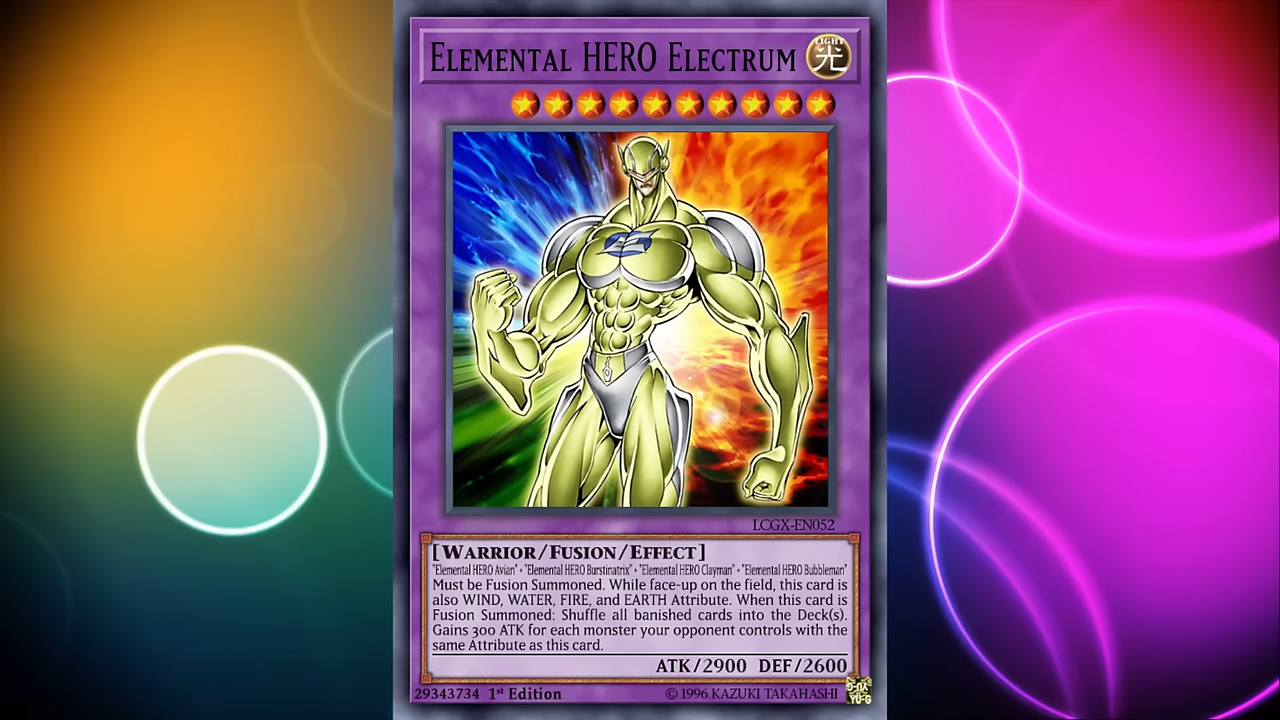 Elemental HERO Electrum
LIGHT
光
LCGX-EN052
[Warrior/Fusion/Effect]
"Elemental HERO Avian" + "Elemental HERO Burstinatrix" + "Elemental HERO Clayman" + "Elemental HERO Bubbleman"
Must be Fusion Summoned. While face-up on the field, this card is
also WIND, WATER, FIRE, and EARTH Attribute. When this card is
Fusion Summoned: Shuffle all banished cards into the Deck(s).
Gains 300 ATK for each monster your opponent controls with the
same Attribute as this card.
ATK/2900 DEF/2600
29343734 1st Edition
© 1996 KAZUKI TAKAHASHI